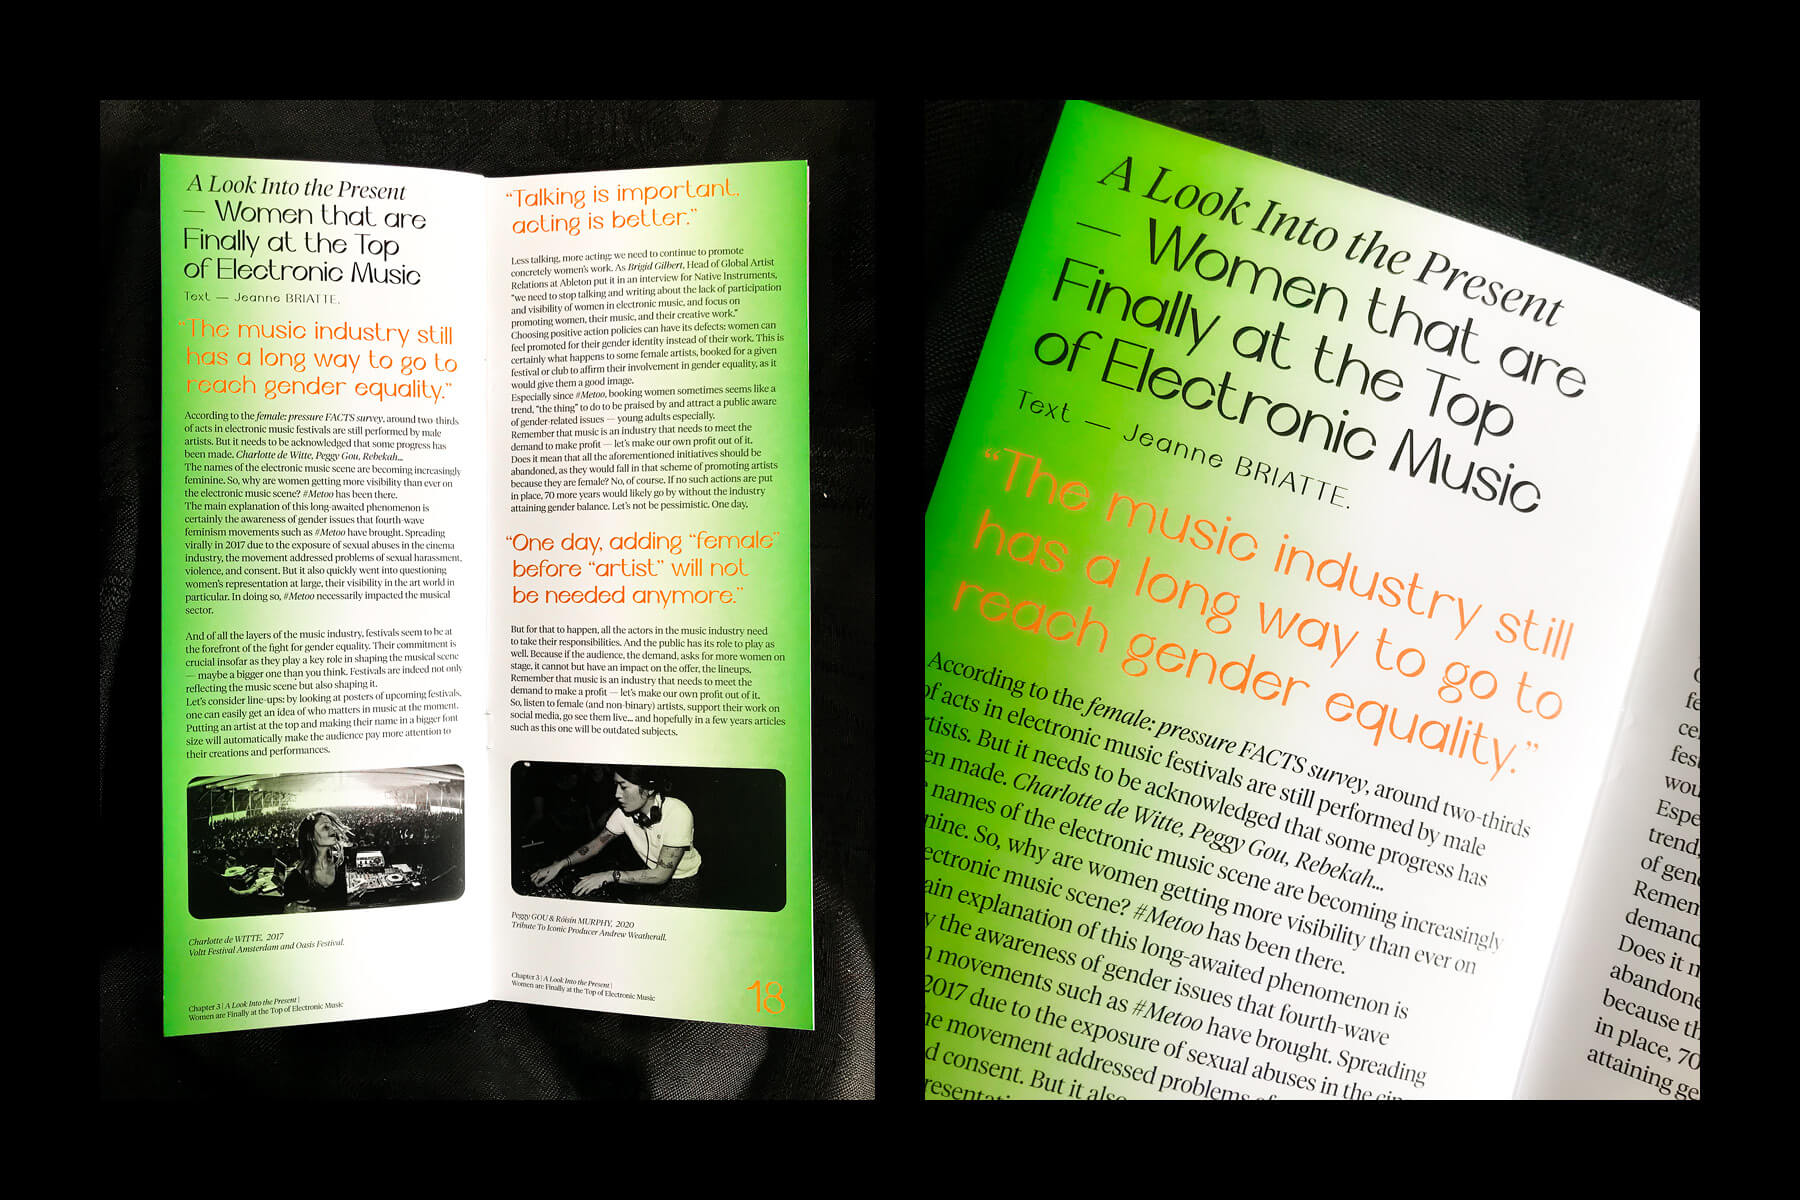 A Look Into the Present
— Women that are
Finally at the Top
of Electronic Music
Text — Jeanne BRIATTE.
“The music industry still
has a long way to go to
reach gender equality.”
According to the female: pressure FACTS survey, around two-thirds
of acts in electronic music festivals are still performed by male
artists. But it needs to be acknowledged that some progress has
been made. Charlotte de Witte, Peggy Gou, Rebekah...
The names of the electronic music scene are becoming increasingly
feminine. So, why are women getting more visibility than ever on
the electronic music scene? #Metoo has been there.
The main explanation of this long-awaited phenomenon is
certainly the awareness of gender issues that fourth-wave
feminism movements such as #Metoo have brought. Spreading
virally in 2017 due to the exposure of sexual abuses in the cinema
industry, the movement addressed problems of sexual harassment,
violence, and consent. But it also quickly went into questioning
women’s representation at large, their visibility in the art world in
particular. In doing so, #Metoo necessarily impacted the musical
sector.
And of all the layers of the music industry, festivals seem to be at
the forefront of the fight for gender equality. Their commitment is
crucial insofar as they play a key role in shaping the musical scene
— maybe a bigger one than you think. Festivals are indeed not only
reflecting the music scene but also shaping it.
Let’s consider line-ups: by looking at posters of upcoming festivals,
one can easily get an idea of who matters in music at the moment.
Putting an artist at the top and making their name in a bigger font
size will automatically make the audience pay more attention to
their creations and performances.
Charlotte de WITTE, 2017
Voltt Festival Amsterdam and Oasis Festival.
Chapter 3 | A Look Into the Present |
Women are Finally at the Top of Electronic Music
“Talking is important,
acting is better.”
Less talking, more acting: we need to continue to promote
concretely women’s work. As Brigid Gilbert, Head of Global Artist
Relations at Ableton put it in an interview for Native Instruments,
“we need to stop talking and writing about the lack of participation
and visibility of women in electronic music, and focus on
promoting women, their music, and their creative work.”
Choosing positive action policies can have its defects: women can
feel promoted for their gender identity instead of their work. This is
certainly what happens to some female artists, booked for a given
festival or club to affirm their involvement in gender equality, as it
would give them a good image.
Especially since #Metoo, booking women sometimes seems like a
trend, “the thing” to do to be praised by and attract a public aware
of gender-related issues — young adults especially.
Remember that music is an industry that needs to meet the
demand to make profit — let’s make our own profit out of it.
Does it mean that all the aforementioned initiatives should be
abandoned, as they would fall in that scheme of promoting artists
because they are female? No, of course. If no such actions are put
in place, 70 more years would likely go by without the industry
attaining gender balance. Let’s not be pessimistic. One day.
“One day, adding “female”
before “artist” will not
be needed anymore.”
But for that to happen, all the actors in the music industry need
to take their responsibilities. And the public has its role to play as
well. Because if the audience, the demand, asks for more women on
stage, it cannot but have an impact on the offer, the lineups.
Remember that music is an industry that needs to meet the
demand to make a profit — let’s make our own profit out of it.
So, listen to female (and non-binary) artists, support their work on
social media, go see them live... and hopefully in a few years articles
such as this one will be outdated subjects.
Peggy GOU & Róisín MURPHY, 2020
Tribute To Iconic Producer Andrew Weatherall.
Chapter 3 | A Look Into the Present |
Women are Finally at the Top of Electronic Music
18
A Look Into the Present
— Women that are
Finally at the Top
of Electronic Music
Text — Jeanne BRIATTE.
“The music industry still
has a long way to go to
reach gender equality.”
According to the female: pressure FACTS survey, around two-thirds
of acts in electronic music festivals are still performed by male
rtists. But it needs to be acknowledged that some progress has
en made. Charlotte de Witte, Peggy Gou, Rebekah...
names of the electronic music scene are becoming increasingly
nine. So, why are women getting more visibility than ever on
ectronic music scene? #Metoo has been there.
ain explanation of this long-awaited phenomenon is
y the awareness of gender issues that fourth-wave
movements such as #Metoo have brought. Spreading
2017 due to the exposure of sexual abuses in the cin
he movement addressed problems of
d consent. But it also
resentati
fe
ce
fest
wou
Espe
trend,
of gen
Remem
demand
Does it m
abandone
because th
in place, 70
attaining ge